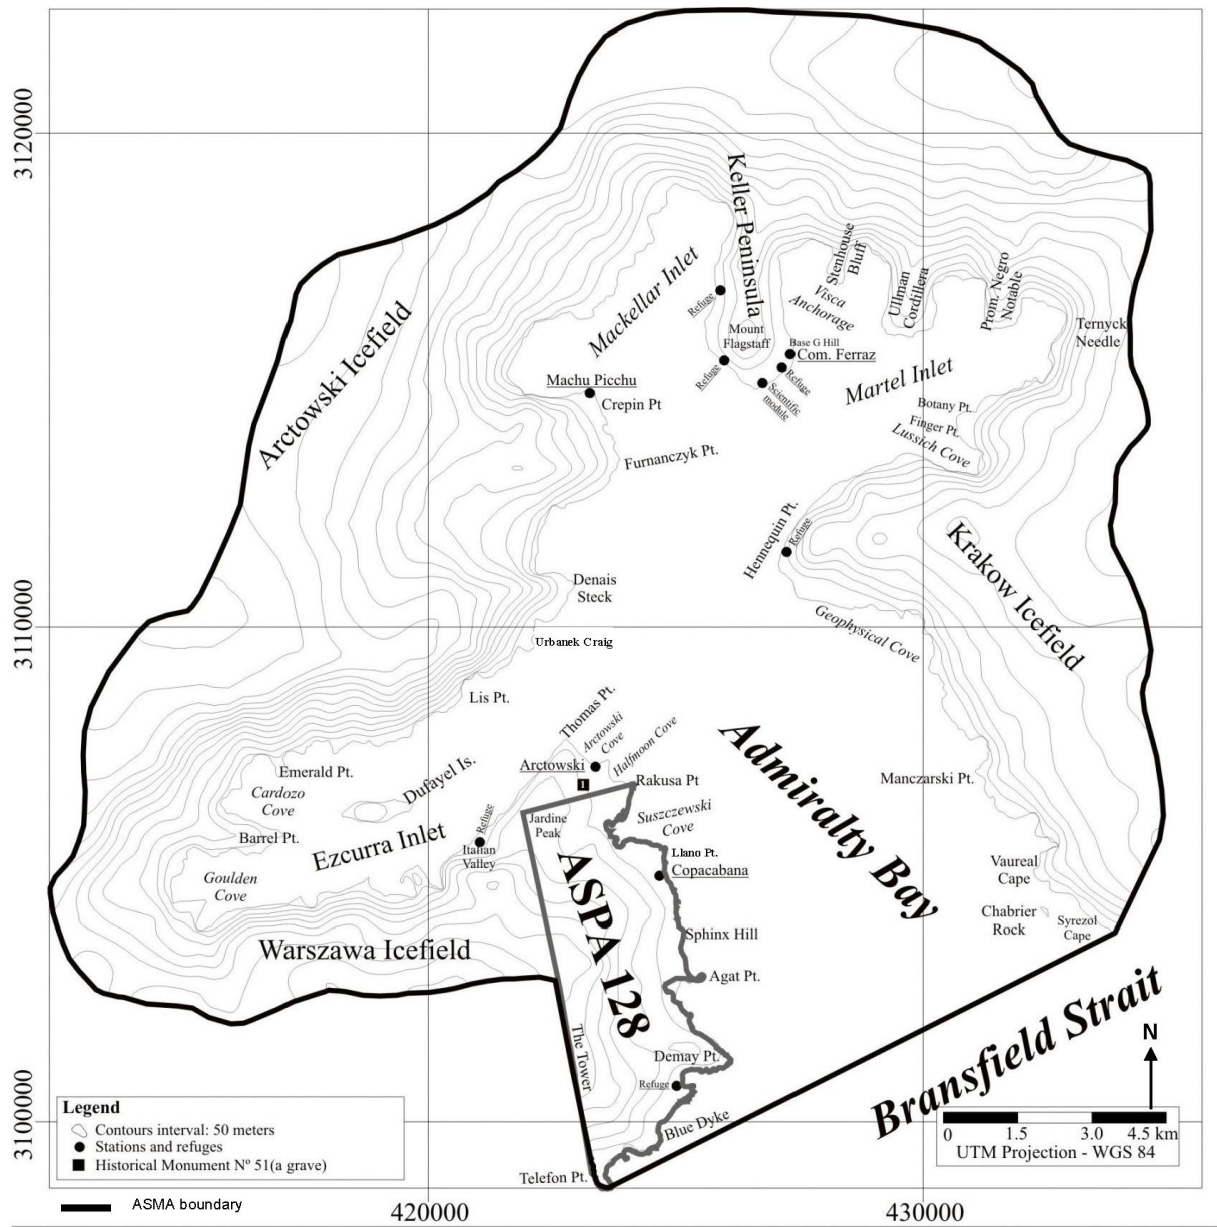 3120000
Keller Peninsula
Mackellar Inlet
Refuge
Stenhouse
Bluff
Visca
Anchorage
Ullman
Cordillera
Prom. Negro
Notable
Ternyck
Needle
Arctowski Icefield
Mount
Flagstaff
Base G Hill
Com. Ferraz
Refuge
Refuge
Scientific
module
Martel Inlet
Machu Picchu
Crepin Pt
Botany Pt.
Finger Pt.
Lussich Cove
Furnanczyk Pt.
Hennequin Pt.
Refuge
Krakow Icefield
Denais
Steck
Geophysical Cove
3110000
Urbanek Craig
Lis Pt.
Thomas Pt.
Arctowski
Cove
Halfmoon Cove
Admiralty Bay
Arctowski
1
Rakusa Pt
Emerald Pt.
Cardozo
Cove
Dufayel Is.
Manczarski Pt.
Suszczewski
Cove
Jardine
Peak
Refuge
Barrel Pt.
Ezcurra Inlet
Italian
Valley
Llano Pt.
Copacabana
Vaureal
Cape
Goulden
Cove
ASPA 128
Chabrier
Rock
Syrezol
Cape
Sphinx Hill
Warszawa Icefield
Agat Pt.
Bransfield Strait
The Tower
Demay Pt.
Refuge
N
3100000
Blue Dyke
Legend
Contours interval: 50 meters
Stations and refuges
Historical Monument Nº 51(a grave)
0 1.5 3.0 4.5 km
UTM Projection - WGS 84
Telefon Pt.
ASMA boundary
420000
430000